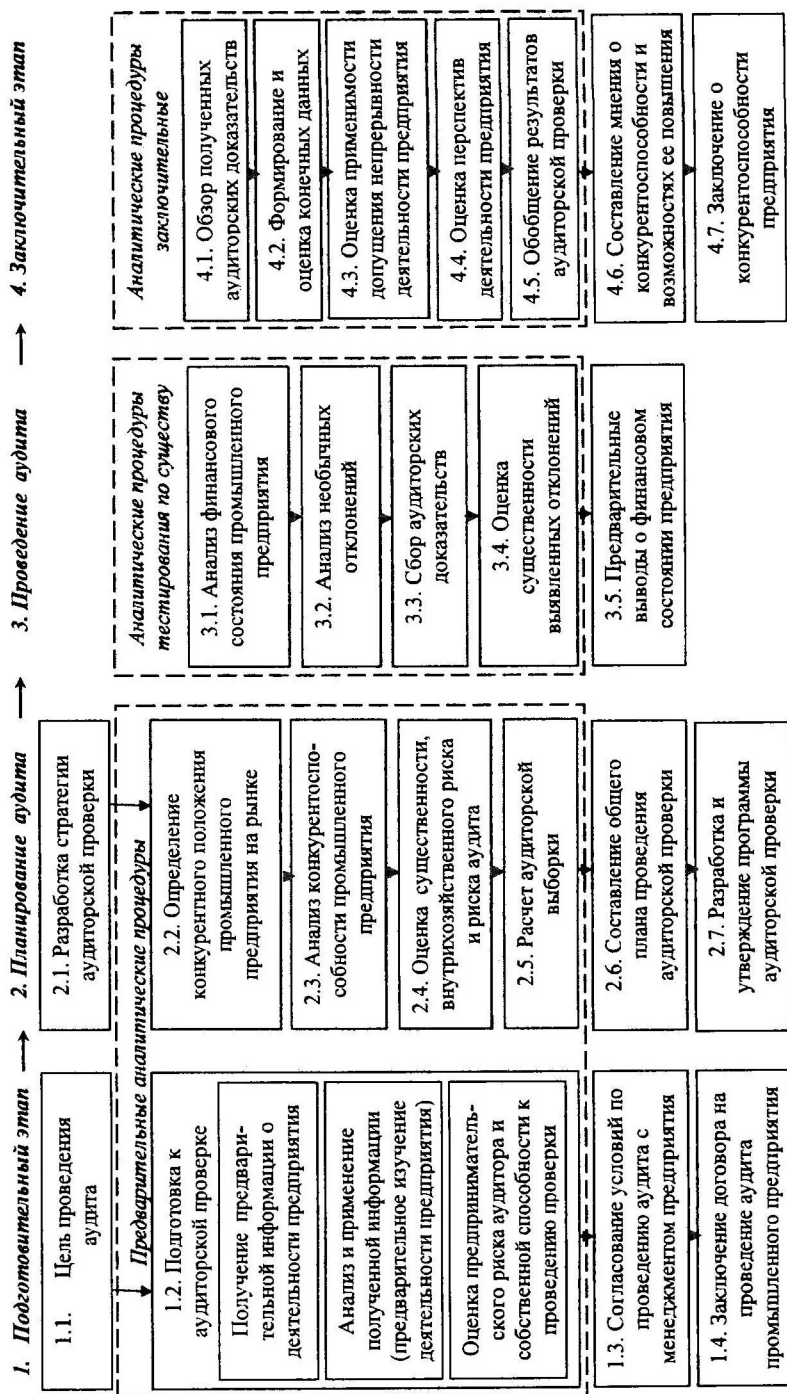 1. Подготовительный этап
1.1. Цель проведения
аудита
Предварительные аналитические процедуры
1.2. Подготовка к
аудиторской проверке
Получение предвари-
тельной информации о
деятельности предприятия
Анализ и применение
полученной информации
(предварительное изучение
деятельности предприятия)
Оценка предприниматель-
ского риска аудитора и
собственной способности к
проведению проверки
1.3. Согласование условий по
проведению аудита с
менеджментом предприятия
1.4. Заключение договора на
проведение аудита
промышленного предприятия
2. Планирование аудита
2.1. Разработка стратегии
аудиторской проверки
2.2. Определение
конкурентного положения
промышленного
предприятия на рынке
2.3. Анализ конкурентоспо-
собности промышленного
предприятия
2.4. Оценка существенности,
внутрихозяйственного риска
и риска аудита
2.5. Расчет аудиторской
выборки
2.6. Составление общего
плана проведения
аудиторской проверки
2.7. Разработка и
утверждение программы
аудиторской проверки
3. Проведение аудита
Аналитические процедуры
тестирования по существу
3.1. Анализ финансового
состояния промышленного
предприятия
3.2. Анализ необычных
отклонений
3.3. Сбор аудиторских
доказательств
3.4. Оценка
существенности
выявленных отклонений
3.5. Предварительные
выводы о финансовом
состоянии предприятия
4. Заключительный этап
Аналитические процедуры
заключительные
4.1. Обзор полученных
аудиторских доказательств
4.2. Формирование и
оценка конечных данных
4.3. Оценка применимости
допущения непрерывности
деятельности предприятия
4.4. Оценка перспектив
деятельности предприятия
4.5. Обобщение результатов
аудиторской проверки
4.6. Составление мнения о
конкурентоспособности и
возможностях ее повышения
4.7. Заключение о
конкурентоспособности
предприятия